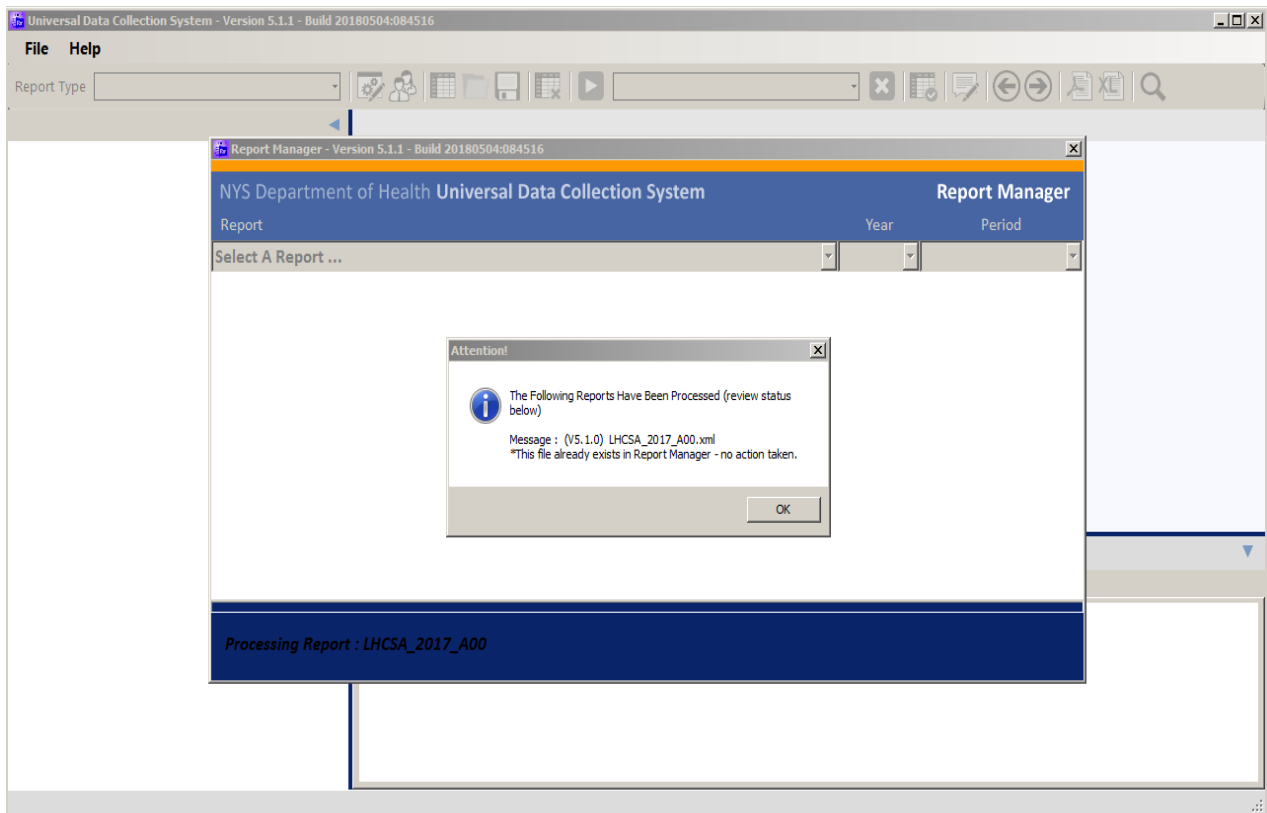 Universal Data Collection System - Version 5.1.1 - Build 20180504:084516
File Help
Report Type
Report Manager - Version 5.1.1 - Build 20180504:084516
NYS Department of Health Universal Data Collection System Report Manager
Report Year Period
Select A Report ...
Attention!
The Following Reports Have Been Processed (review status
below)
Message : (V5.1.0) LHCSA_2017_A00.xml
*This file already exists in Report Manager - no action taken.
OK
Processing Report : LHCSA_2017_A00